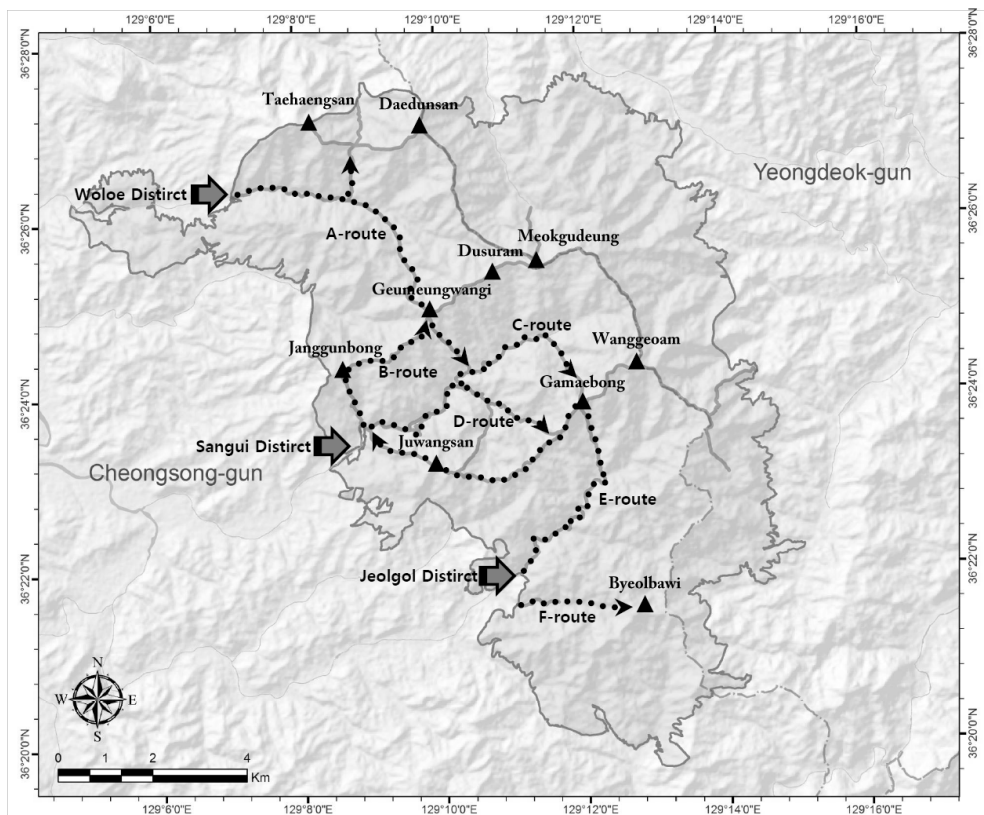 129°6'0"E 129°8'0"E 129°10'0"E 129°12'0"E 129°14'0"E 129°16'0"E
36°28'0"N 36°28'0"N
Taehaengsan Daedunsan
Yeongdeok-gun
Woloe Distirct
36°26'0"N 36°26'0"N
A-route
Meokgudeung
Dusuram
Geumeungwangi
C-route
Wanggeoam
Janggunbong
B-route
Gamaebong
36°24'0"N 36°24'0"N
D-route
Juwangsan
Sangui Distirct
Cheongsong-gun
E-route
36°22'0"N 36°22'0"N
Jeolgol Distirct
Byeolbawi
F-route
N
W E
S
36°20'0"N 36°20'0"N
0 1 2 4
Km
129°6'0"E 129°8'0"E 129°10'0"E 129°12'0"E 129°14'0"E 129°16'0"E